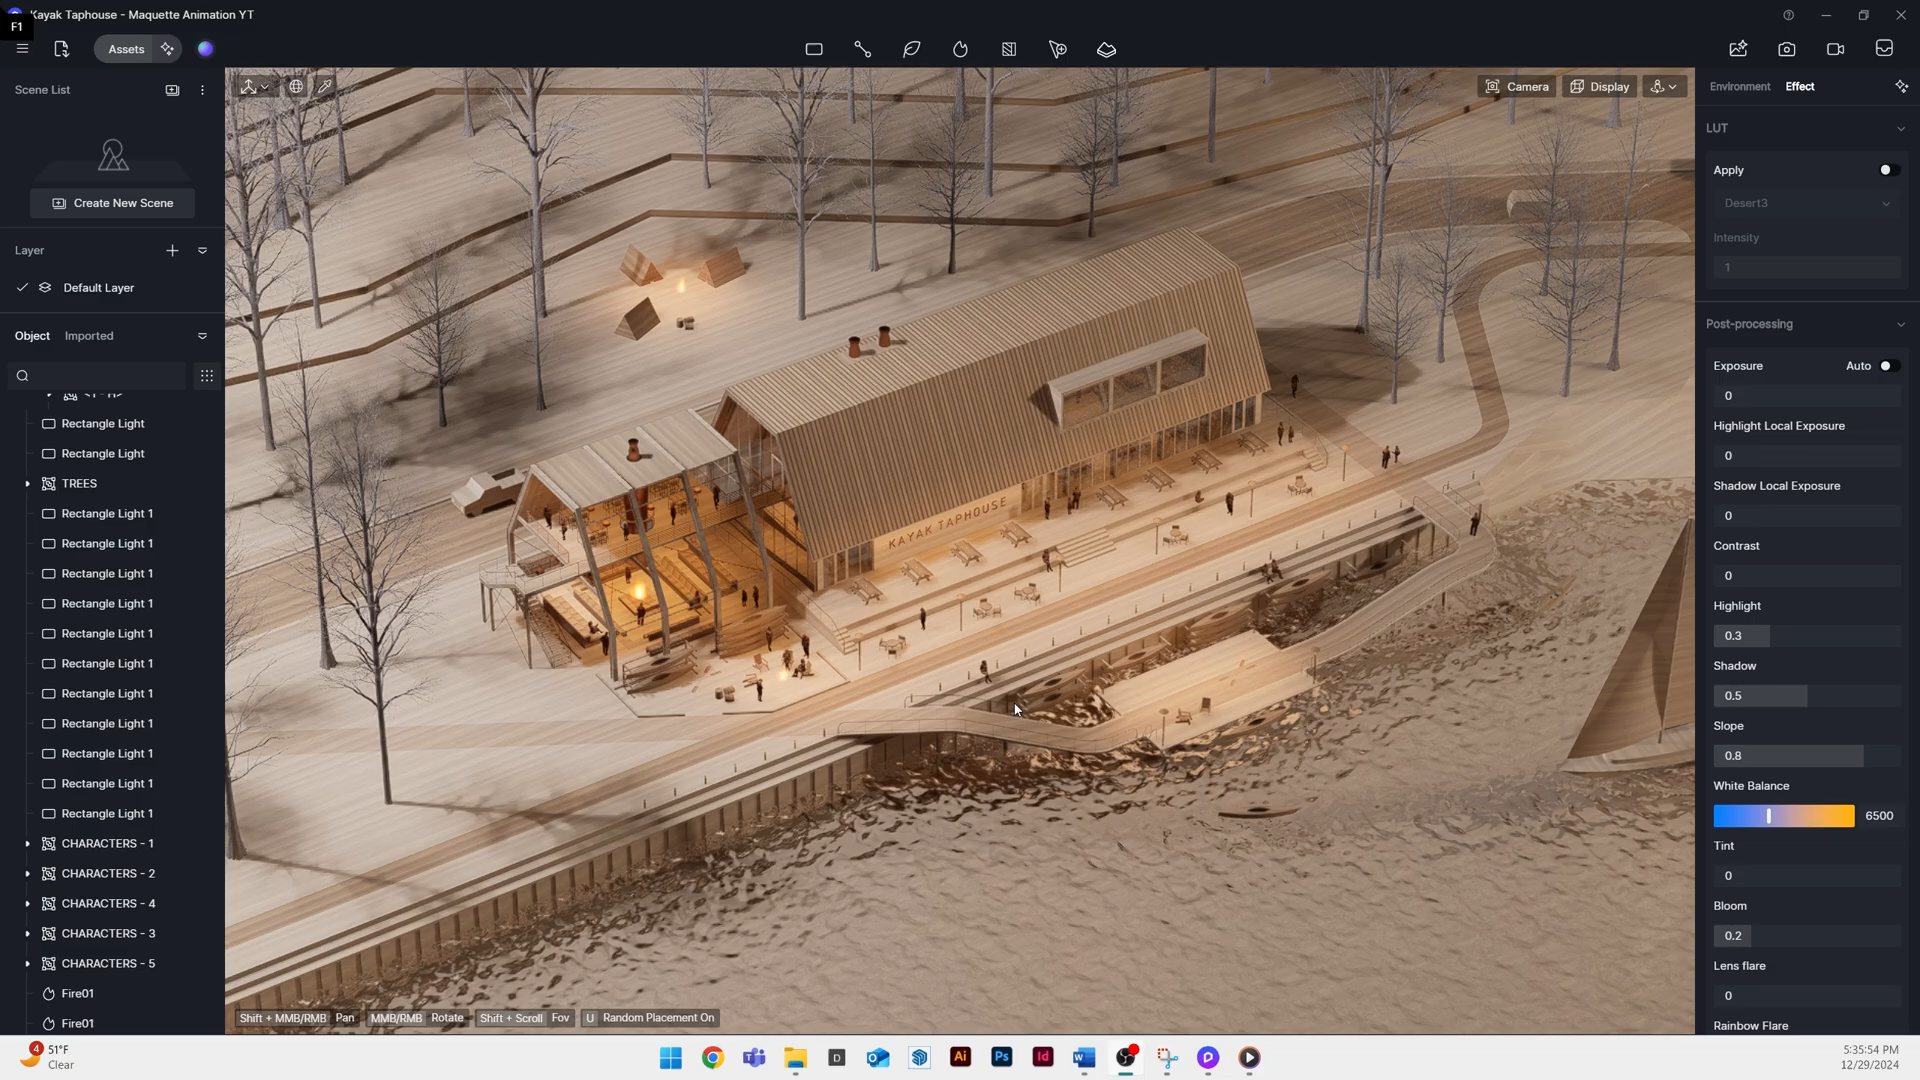 Kayak Taphouse - Maquette Animation YT
F1
Assets
Scene List
Create New Scene
Layer
Default Layer
Object
Imported
Rectangle Light
Rectangle Light
TREES
Rectangle Light 1
Rectangle Light 1
Rectangle Light 1
Rectangle Light 1
Rectangle Light 1
Rectangle Light 1
Rectangle Light 1
Rectangle Light 1
Rectangle Light 1
Rectangle Light 1
Rectangle Light 1
CHARACTERS - 1
CHARACTERS - 2
CHARACTERS - 4
CHARACTERS - 3
CHARACTERS - 5
Fire01
Fire01
Camera
Display
KAYAK TAPHOUSE
Shift + MMB/RMB Pan MMB/RMB Rotate Shift + Scroll Fov U Random Placement On
Environment Effect
LUT
Apply
Desert3
Intensity
1
Post-processing
Exposure Auto
0
Highlight Local Exposure
0
Shadow Local Exposure
0
Contrast
0
Highlight
0.3
Shadow
0.5
Slope
0.8
White Balance
6500
Tint
0
Bloom
0.2
Lens flare
0
Rainbow Flare
4
51°F
Clear
D
Ai
Ps
Id
W
5:35:54 PM
12/29/2024